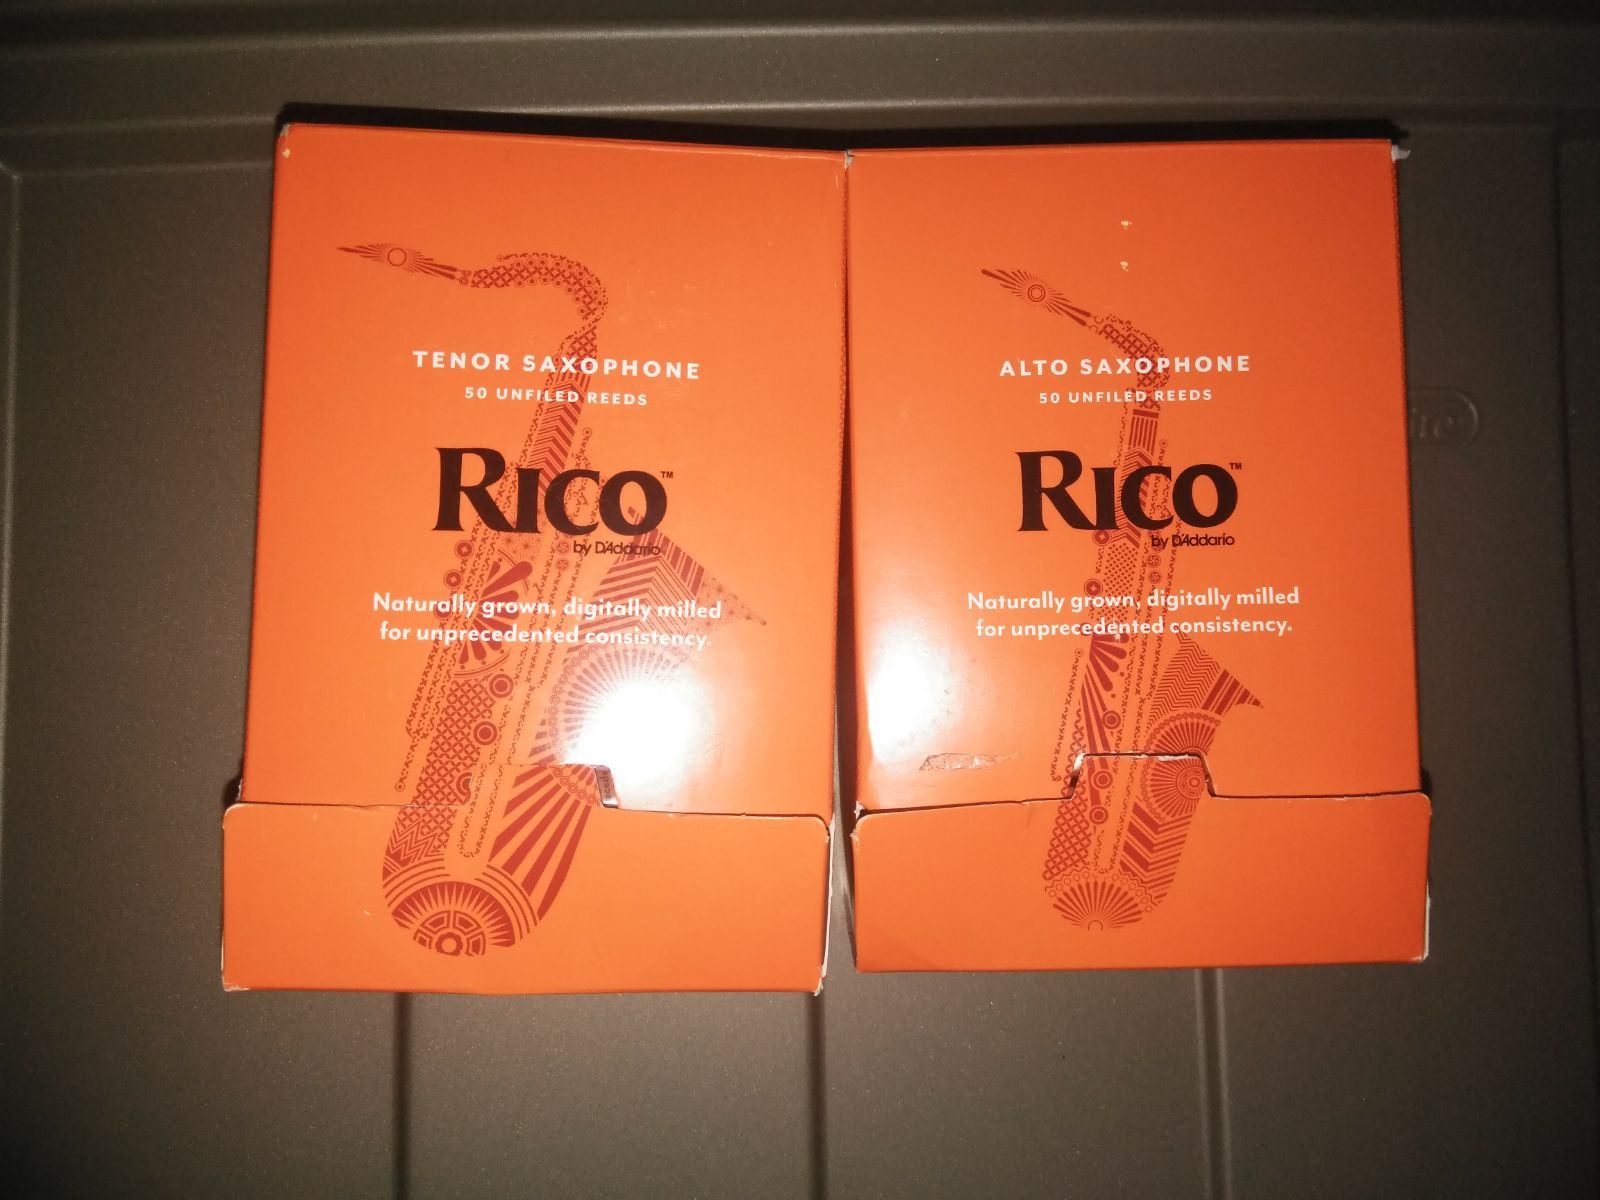 TENOR SAXOPHONE
50 UNFILED REEDS
RICO™
by D'Addario
Naturally grown, digitally milled
for unprecedented consistency.
ALTO SAXOPHONE
50 UNFILED REEDS
RICO™
by D'Addario
Naturally grown, digitally milled
for unprecedented consistency.